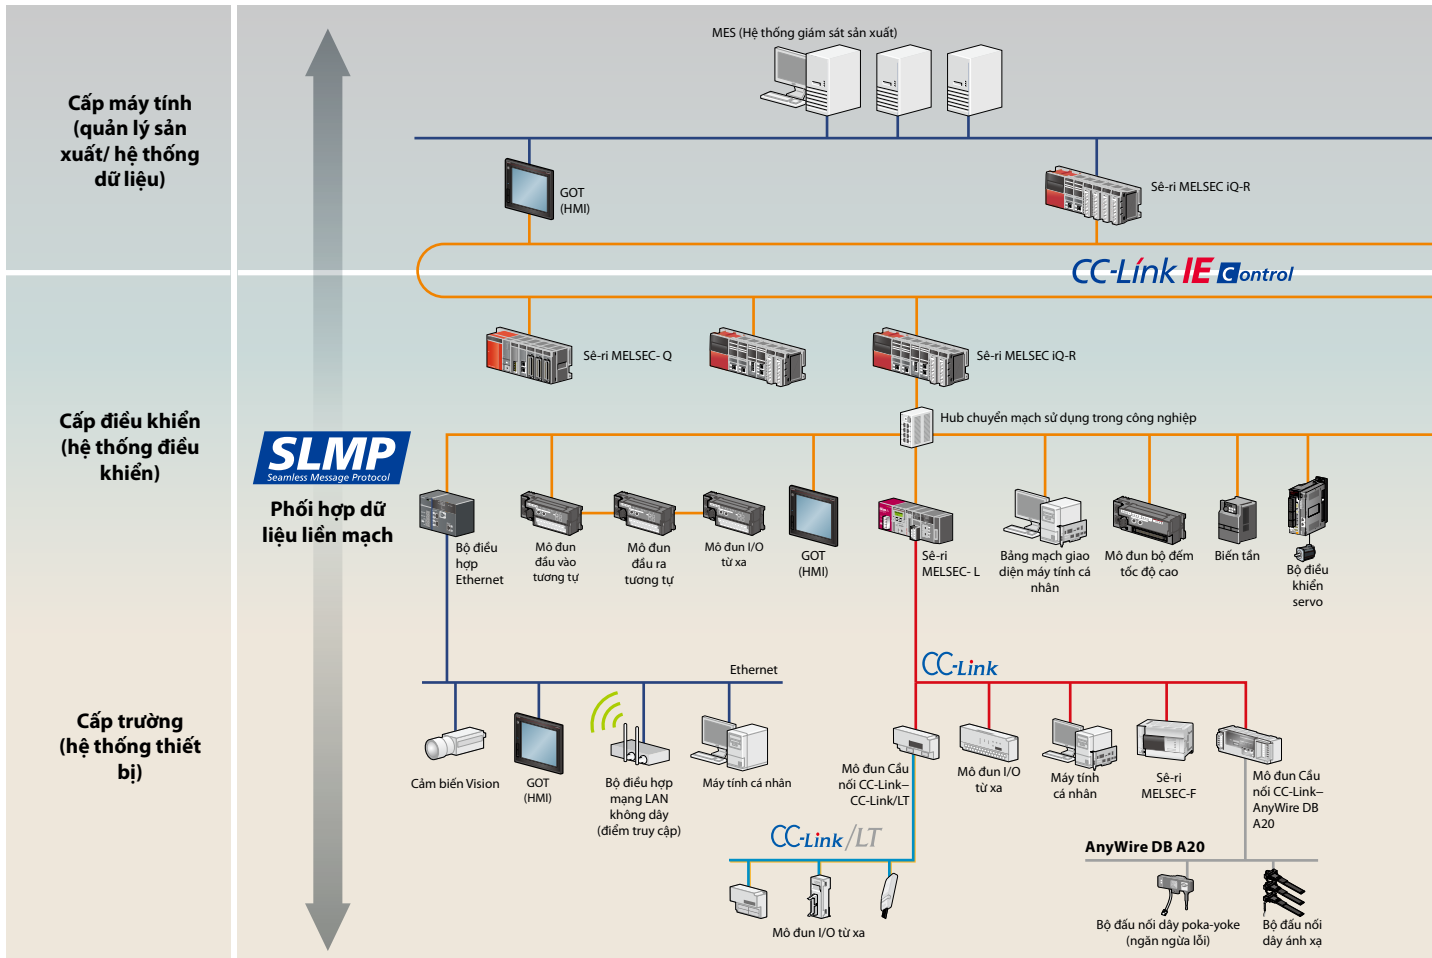 MES (Hệ thống giám sát sản xuất)
Cấp máy tính
(quản lý sản
xuất/ hệ thống
dữ liệu)
GOT
(HMI)
Sê-ri MELSEC iQ-R
CC-Link IE Control
Sê-ri MELSEC- Q
Sê-ri MELSEC iQ-R
Cấp điều khiển
(hệ thống điều
khiển)
Hub chuyển mạch sử dụng trong công nghiệp
SLMP
Seamless Message Protocol
Phối hợp dữ
liệu liền mạch
Bộ điều
hợp
Ethernet
Mô đun
đầu vào
tương tự
Mô đun
đầu ra
tương tự
Mô đun I/O
từ xa
GOT
(HMI)
Sê-ri
MELSEC- L
Bảng mạch giao
diện máy tính cá
nhân
Mô đun bộ đếm
tốc độ cao
Biến tần
Bộ điều
khiển
servo
Cấp trường
(hệ thống thiết
bị)
Ethernet
CC-Link
Cảm biến Vision
GOT
(HMI)
Bộ điều hợp
mạng LAN
không dây
(điểm truy cập)
Máy tính cá nhân
Mô đun Cầu
nối CC-Link–
CC-Link/LT
Mô đun I/O
từ xa
Máy tính
cá nhân
Sê-ri
MELSEC-F
Mô đun Cầu
nối CC-Link–
AnyWire DB
A20
CC-Link/LT
AnyWire DB A20
Mô đun I/O từ xa
Bộ đấu nối dây poka-yoke
(ngăn ngừa lỗi)
Bộ đấu nối
dây ánh xạ